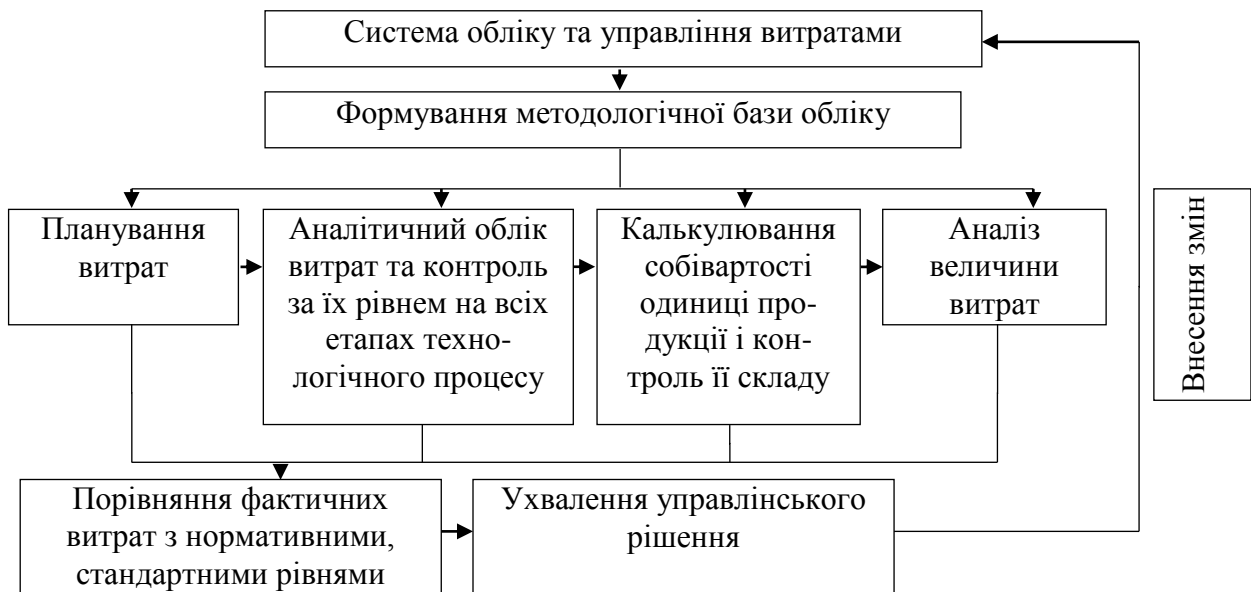 Система обліку та управління витратами
Формування методологічної бази обліку
Планування
витрат
Аналітичний облік
витрат та контроль
за їх рівнем на всіх
етапах техно-
логічного процесу
Калькулювання
собівартості
одиниці про-
дукції і кон-
троль її складу
Аналіз
величини
витрат
Внесення змін
Порівняння фактичних
витрат з нормативними,
стандартними рівнями
Ухвалення управлінського
рішення